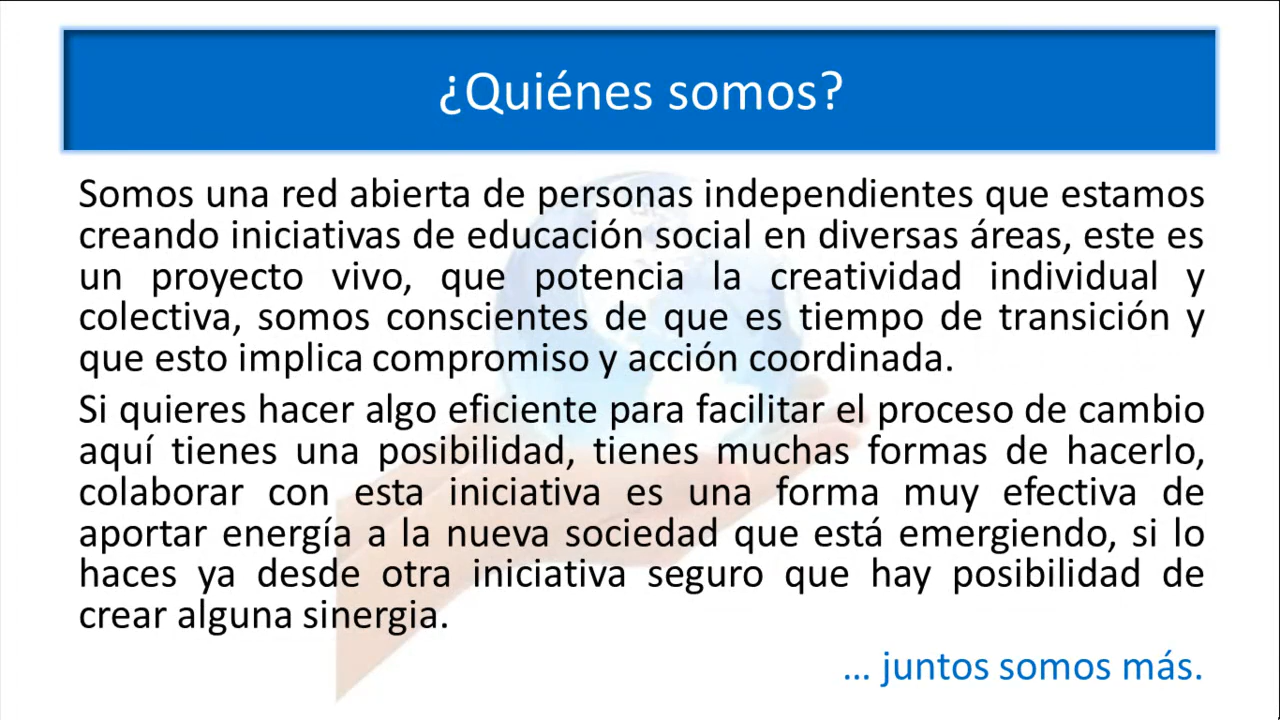 ¿Quiénes somos?
Somos una red abierta de personas independientes que estamos
creando iniciativas de educación social en diversas áreas, este es
un proyecto vivo, que potencia la creatividad individual y
colectiva, somos conscientes de que es tiempo de transición y
que esto implica compromiso y acción coordinada.
Si quieres hacer algo eficiente para facilitar el proceso de cambio
aquí tienes una posibilidad, tienes muchas formas de hacerlo,
colaborar con esta iniciativa es una forma muy efectiva de
aportar energía a la nueva sociedad que está emergiendo, si lo
haces ya desde otra iniciativa seguro que hay posibilidad de
crear alguna sinergia.
… juntos somos más.